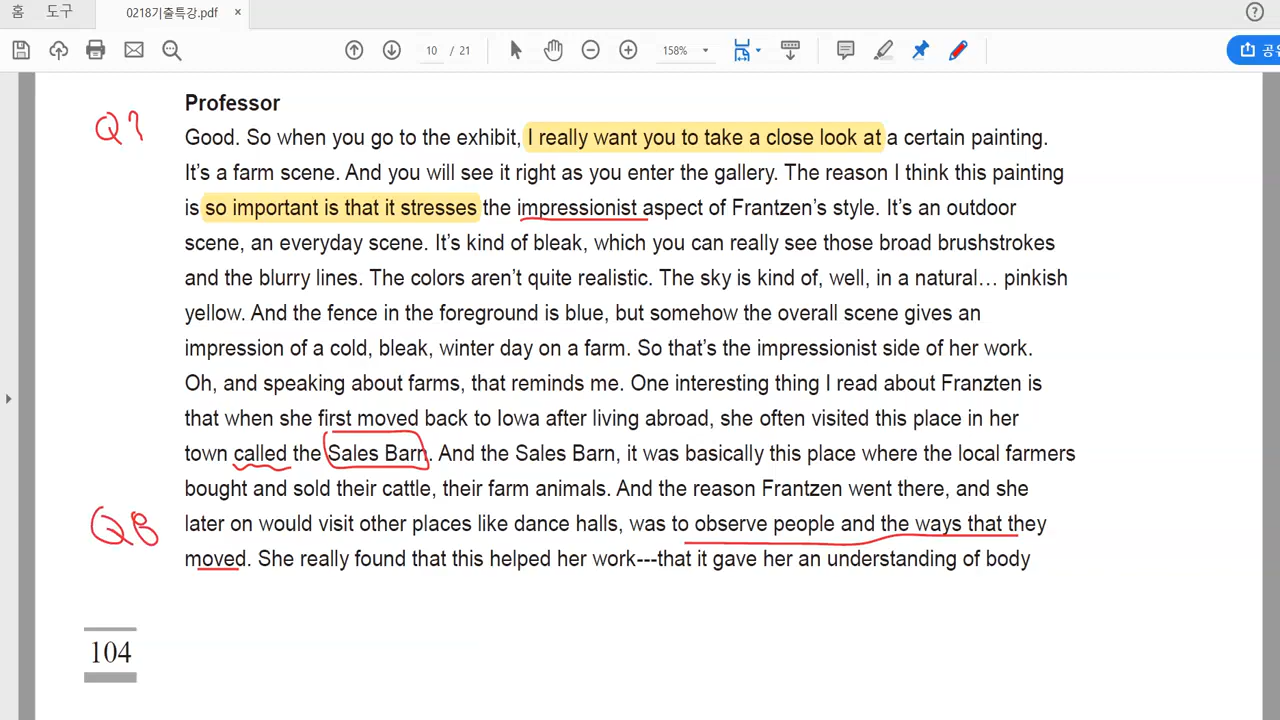 홈 도구 0218기출특강.pdf ×
10 / 21 158%
Professor
Q7
Good. So when you go to the exhibit, I really want you to take a close look at a certain painting.
It's a farm scene. And you will see it right as you enter the gallery. The reason I think this painting
is so important is that it stresses the impressionist aspect of Frantzen's style. It's an outdoor
scene, an everyday scene. It's kind of bleak, which you can really see those broad brushstrokes
and the blurry lines. The colors aren't quite realistic. The sky is kind of, well, in a natural… pinkish
yellow. And the fence in the foreground is blue, but somehow the overall scene gives an
impression of a cold, bleak, winter day on a farm. So that's the impressionist side of her work.
Oh, and speaking about farms, that reminds me. One interesting thing I read about Franzten is
that when she first moved back to Iowa after living abroad, she often visited this place in her
town called the Sales Barn. And the Sales Barn, it was basically this place where the local farmers
bought and sold their cattle, their farm animals. And the reason Frantzen went there, and she
Q8
later on would visit other places like dance halls, was to observe people and the ways that they
moved. She really found that this helped her work---that it gave her an understanding of body
104